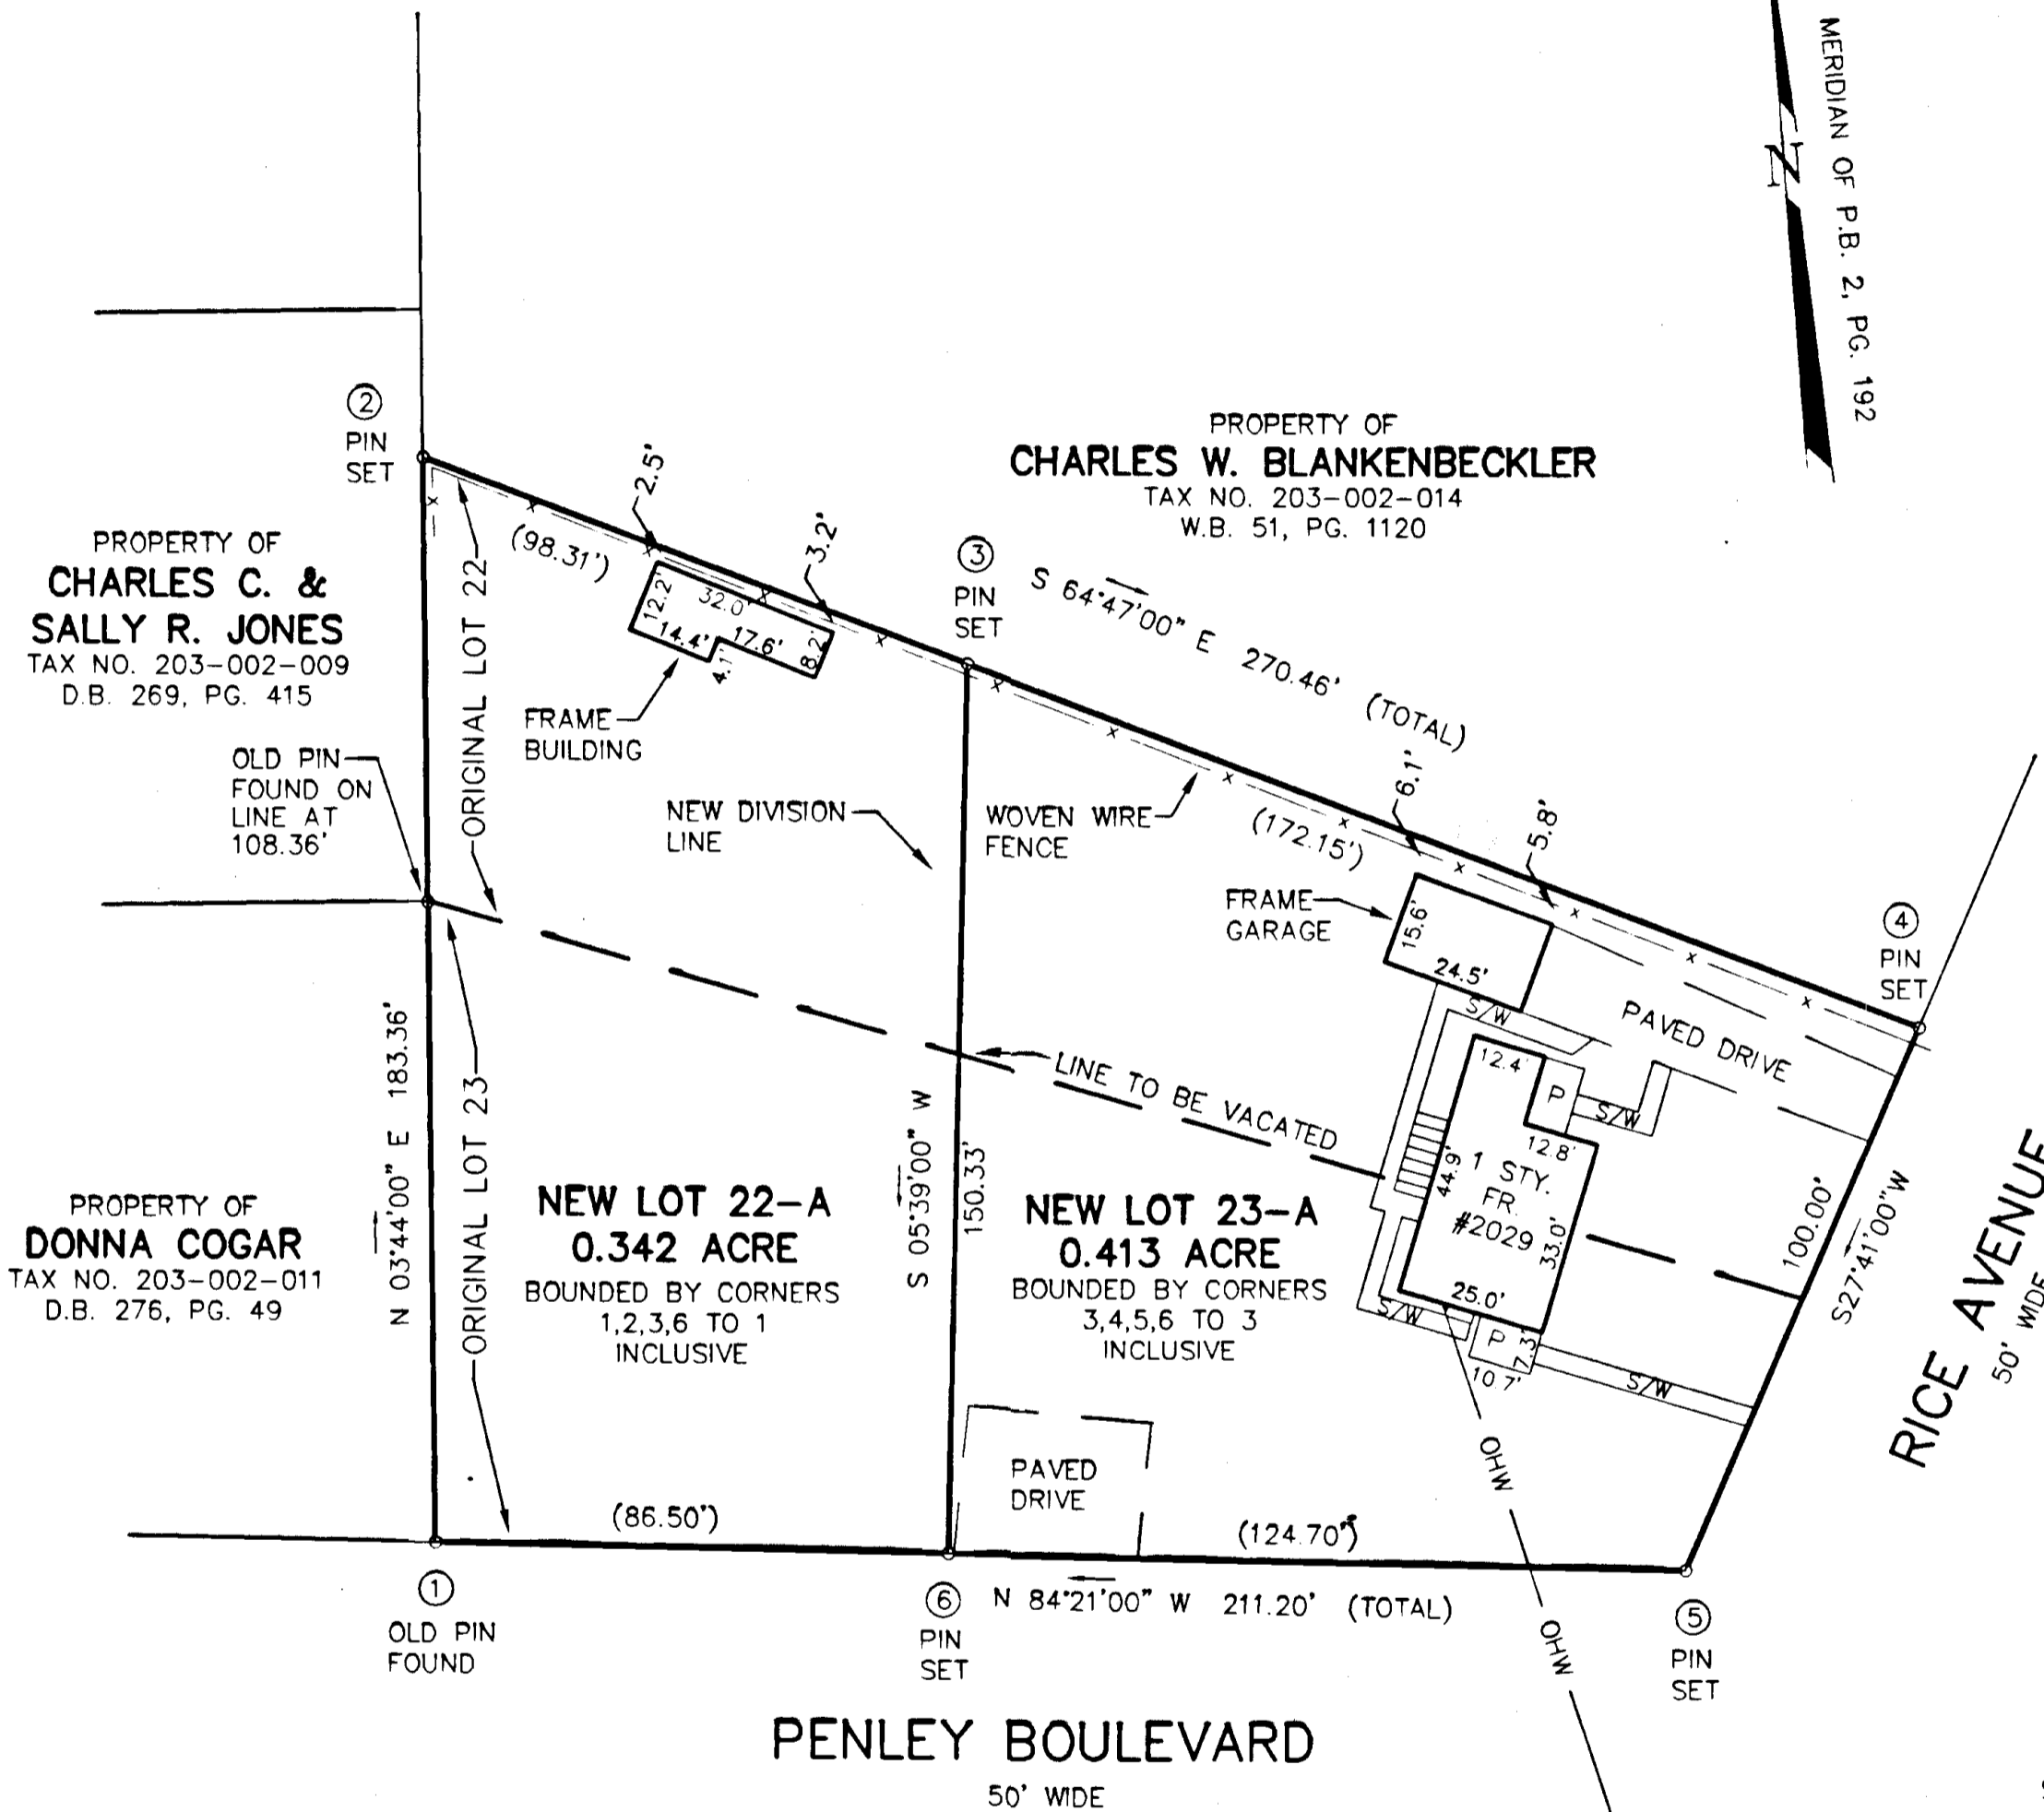 MERIDIAN OF P.B. 2, PG. 192
N
2
PIN
SET
PROPERTY OF
CHARLES W. BLANKENBECKLER
TAX NO. 203-002-014
W.B. 51, PG. 1120
2.5'
3.2'
(98.31')
3
PIN
SET
S 64°47'00" E 270.46' (TOTAL)
PROPERTY OF
CHARLES C. &
SALLY R. JONES
TAX NO. 203-002-009
D.B. 269, PG. 415
12.2'
32.0'
14.4'
17.6'
8.2'
4.1'
ORIGINAL LOT 22
FRAME
BUILDING
OLD PIN
FOUND ON
LINE AT
108.36'
NEW DIVISION
LINE
WOVEN WIRE
FENCE
(172.15')
6.1'
5.8'
FRAME
GARAGE
15.6'
24.5'
4
PIN
SET
S/W
PAVED DRIVE
LINE TO BE VACATED
12.4'
P
S/W
12.8'
44.9'
1 STY.
FR.
#2029
33.0'
25.0'
S/W
P
7.3'
10.7'
S/W
N 03°44'00" E 183.36'
ORIGINAL LOT 23
S 05°39'00" W
150.33'
PROPERTY OF
DONNA COGAR
TAX NO. 203-002-011
D.B. 276, PG. 49
NEW LOT 22-A
0.342 ACRE
BOUNDED BY CORNERS
1,2,3,6 TO 1
INCLUSIVE
NEW LOT 23-A
0.413 ACRE
BOUNDED BY CORNERS
3,4,5,6 TO 3
INCLUSIVE
100.00'
S27°41'00"W
RICE AVENUE
50' WIDE
PAVED
DRIVE
OHW
OHW
(86.50')
(124.70')
1
OLD PIN
FOUND
6
PIN
SET
N 84°21'00" W 211.20' (TOTAL)
5
PIN
SET
PENLEY BOULEVARD
50' WIDE